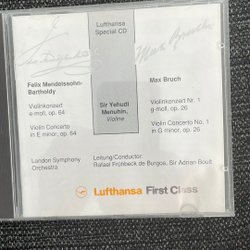 Lufthansa
Special CD
Felix Mendelssohn-
Bartholdy
Max Bruch
Violinkonzert
e-moll, op. 64
Sir Yehudi
Menuhin,
Violine
Violinkonzert Nr. 1
g-moll, op. 26
Violin Concerto
in E minor, op. 64
Violin Concerto No. 1
in G minor, op. 26
London Symphony
Orchestra
Leitung/Conductor:
Rafael Frühbeck de Burgos, Sir Adrian Boult
Lufthansa First Class